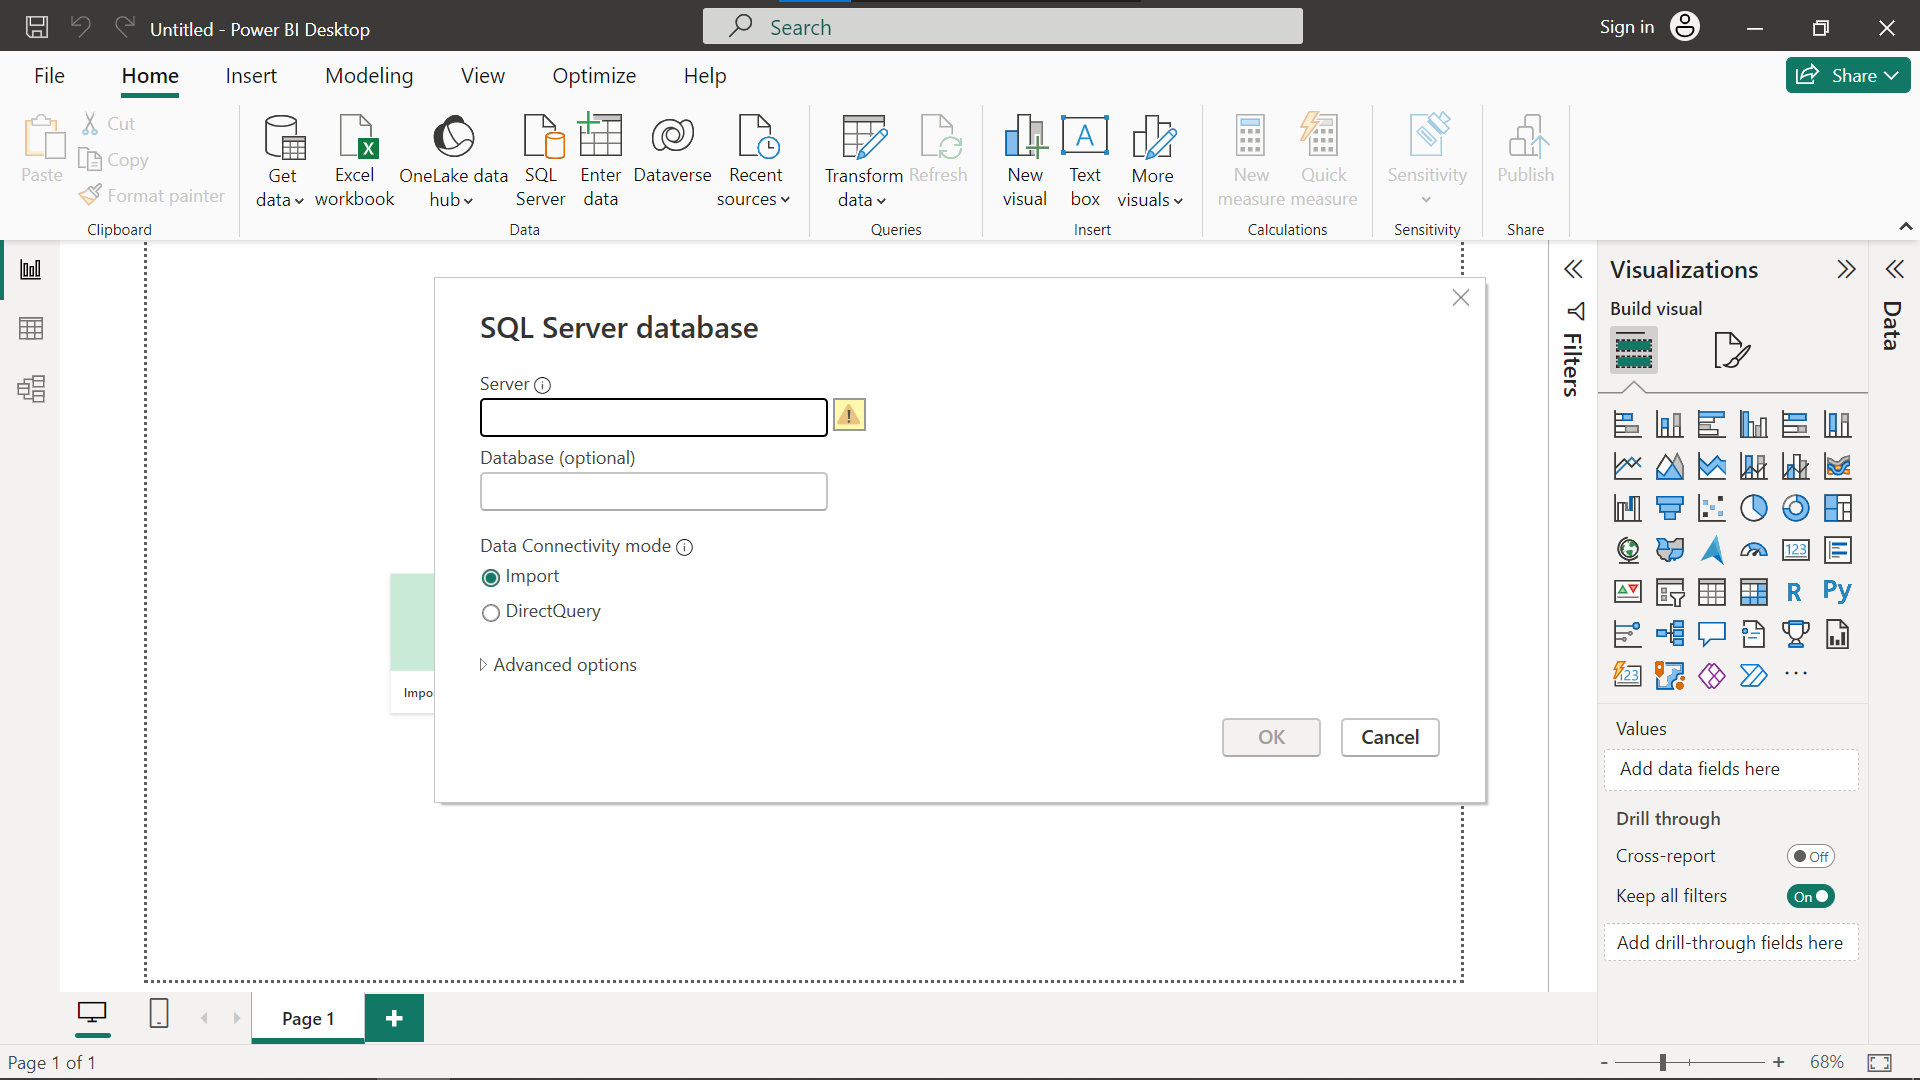 Untitled - Power BI Desktop
Search
Sign in
File
Home
Insert
Modeling
View
Optimize
Help
Share
Paste
Cut
Copy
Format painter
Clipboard
Get data
Excel workbook
OneLake data hub
SQL Server
Enter data
Dataverse
Recent sources
Data
Transform data
Refresh
Queries
New visual
Text box
More visuals
Insert
New measure
Quick measure
Calculations
Sensitivity
Sensitivity
Publish
Share
SQL Server database
Server
Database (optional)
Data Connectivity mode
Import
DirectQuery
Advanced options
OK
Cancel
Impo
Filters
Visualizations
Build visual
Data
123
R
Py
123
Values
Add data fields here
Drill through
Cross-report
Off
Keep all filters
On
Add drill-through fields here
Page 1
Page 1 of 1
-
+
68%